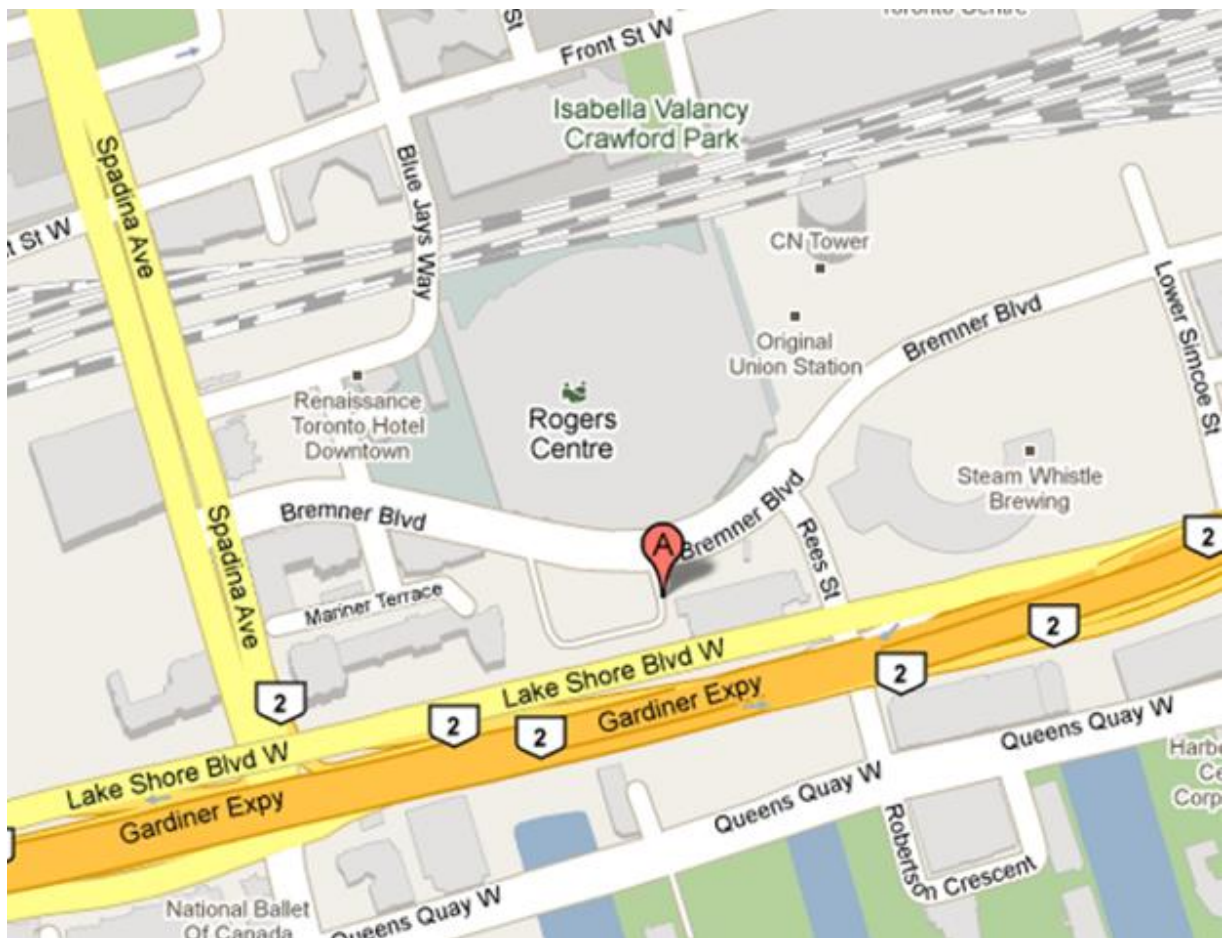 Toronto Centre
St
Front St W
Isabella Valancy
Crawford Park
Spadina Ave
Blue Jays Way
St W
CN Tower
Lower Simcoe St
Original
Union Station
Bremner Blvd
Renaissance
Toronto Hotel
Downtown
Rogers
Centre
Steam Whistle
Brewing
Bremner Blvd
Bremner Blvd
Spadina Ave
A
Rees St
2
Mariner Terrace
2
Lake Shore Blvd W
2
2
2
2
Gardiner Expy
Queens Quay W
Lake Shore Blvd W
Gardiner Expy
Queens Quay W
Robertson Crescent
National Ballet
Of Canada
Queens Quay W